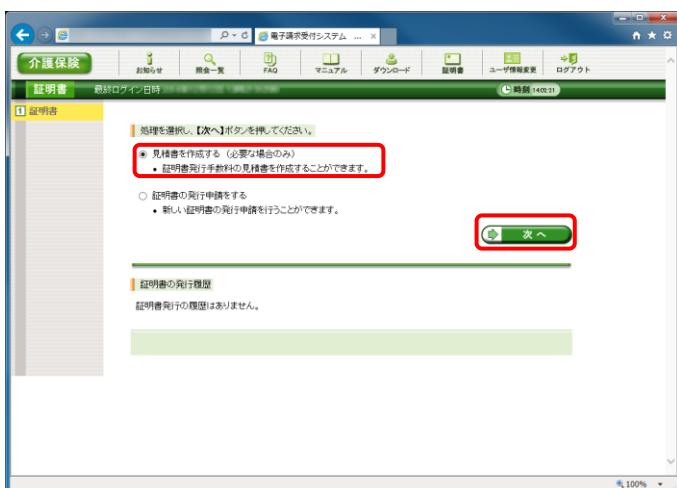 電子請求受付システム ...
介護保険
お知らせ 照会一覧 FAQ マニュアル ダウンロード 証明書 ユーザ情報変更 ログアウト
証明書 最終ログイン日時 時刻 14:02:21
1 証明書
処理を選択し、【次へ】ボタンを押してください。
見積書を作成する（必要な場合のみ）
• 証明書発行手数料の見積書を作成することができます。
証明書の発行申請をする
• 新しい証明書の発行申請を行うことができます。
次へ
証明書の発行履歴
証明書発行の履歴はありません。
100%